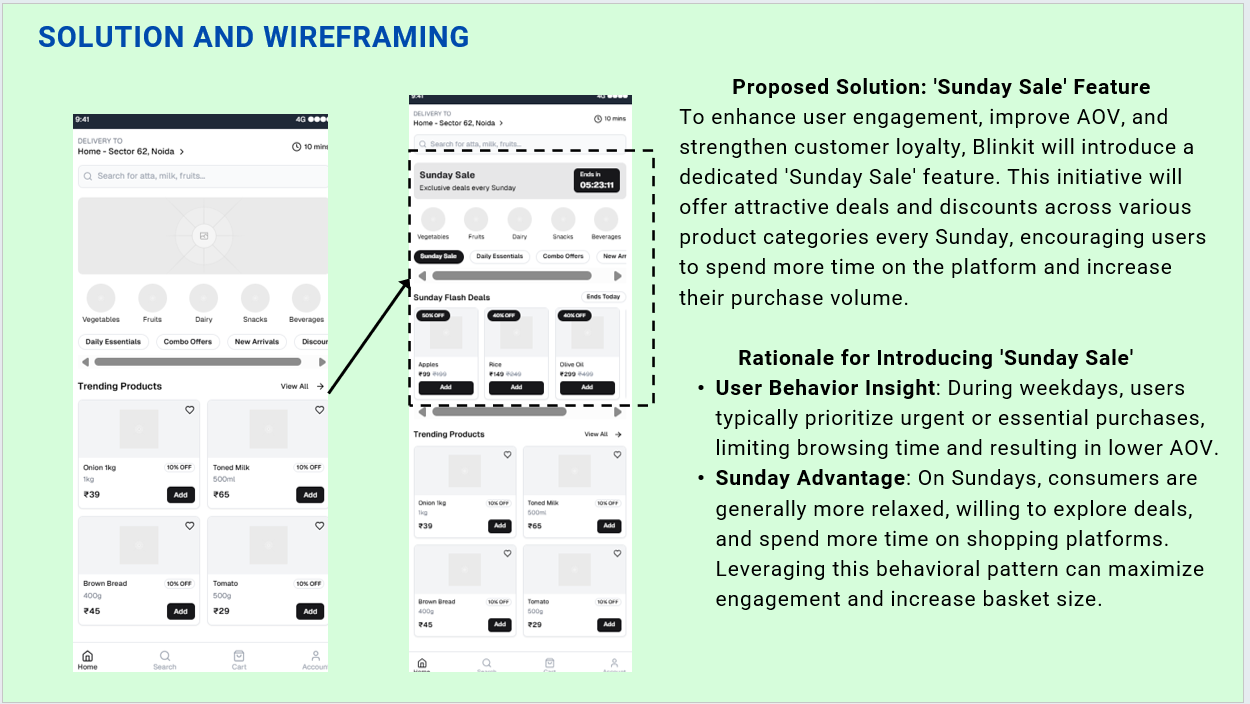 SOLUTION AND WIREFRAMING
9:41
4G
DELIVERY TO
Home - Sector 62, Noida
10 mins
Search for atta, milk, fruits...
Vegetables Fruits Dairy Snacks Beverages
Daily Essentials Combo Offers New Arrivals Discour
Trending Products View All
Onion 1kg 10% OFF
1kg
₹39 Add
Toned Milk 10% OFF
500ml
₹65 Add
Brown Bread 10% OFF
400g
₹45 Add
Tomato 10% OFF
500g
₹29 Add
Home Search Cart Accoun
9:41
4G
DELIVERY TO
Home - Sector 62, Noida
10 mins
Search for atta, milk, fruits...
Sunday Sale
Exclusive deals every Sunday
Ends in
05:23:11
Vegetables Fruits Dairy Snacks Beverages
Sunday Sale Daily Essentials Combo Offers New Arr
Sunday Flash Deals Ends Today
50% OFF
Apples
₹99 ₹199
Add
40% OFF
Rice
₹149 ₹249
Add
40% OFF
Olive Oil
₹299 ₹499
Add
Trending Products View All
Onion 1kg 10% OFF
1kg
₹39 Add
Toned Milk 10% OFF
500ml
₹65 Add
Brown Bread 10% OFF
400g
₹45 Add
Tomato 10% OFF
500g
₹29 Add
Home Search Cart Account
Proposed Solution: 'Sunday Sale' Feature
To enhance user engagement, improve AOV, and
strengthen customer loyalty, Blinkit will introduce a
dedicated 'Sunday Sale' feature. This initiative will
offer attractive deals and discounts across various
product categories every Sunday, encouraging users
to spend more time on the platform and increase
their purchase volume.
Rationale for Introducing 'Sunday Sale'
• User Behavior Insight: During weekdays, users
typically prioritize urgent or essential purchases,
limiting browsing time and resulting in lower AOV.
• Sunday Advantage: On Sundays, consumers are
generally more relaxed, willing to explore deals,
and spend more time on shopping platforms.
Leveraging this behavioral pattern can maximize
engagement and increase basket size.